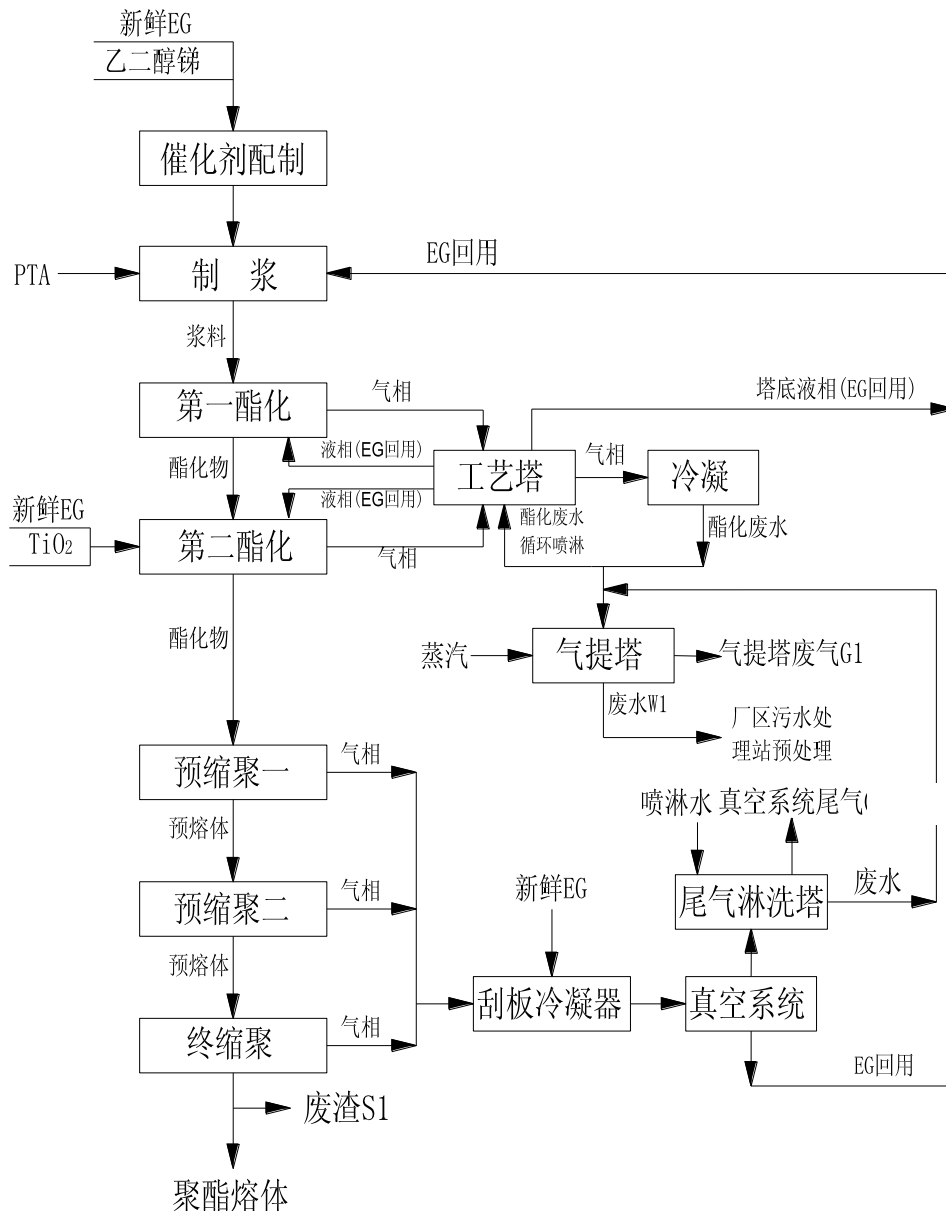 新鲜EG
乙二醇锑
催化剂配制
EG回用
PTA
制 浆
浆料
第一酯化
气相
塔底液相(EG回用)
液相(EG回用)
工艺塔
气相
冷凝
酯化物
液相(EG回用)
新鲜EG
TiO₂
第二酯化
气相
酯化废水
循环喷淋
酯化废水
酯化物
蒸汽
气提塔
气提塔废气G1
废水W1
厂区污水处
理站预处理
预缩聚一
气相
喷淋水
真空系统尾气
预熔体
预缩聚二
气相
新鲜EG
尾气淋洗塔
废水
预熔体
刮板冷凝器
真空系统
终缩聚
气相
EG回用
废渣S1
聚酯熔体